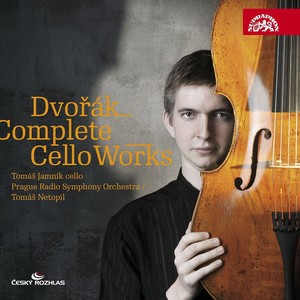 SUPRAPHON
Dvořák
Complete
Cello Works
Tomáš Jamník cello
Prague Radio Symphony Orchestra
Tomáš Netopil
ČESKÝ ROZHLAS